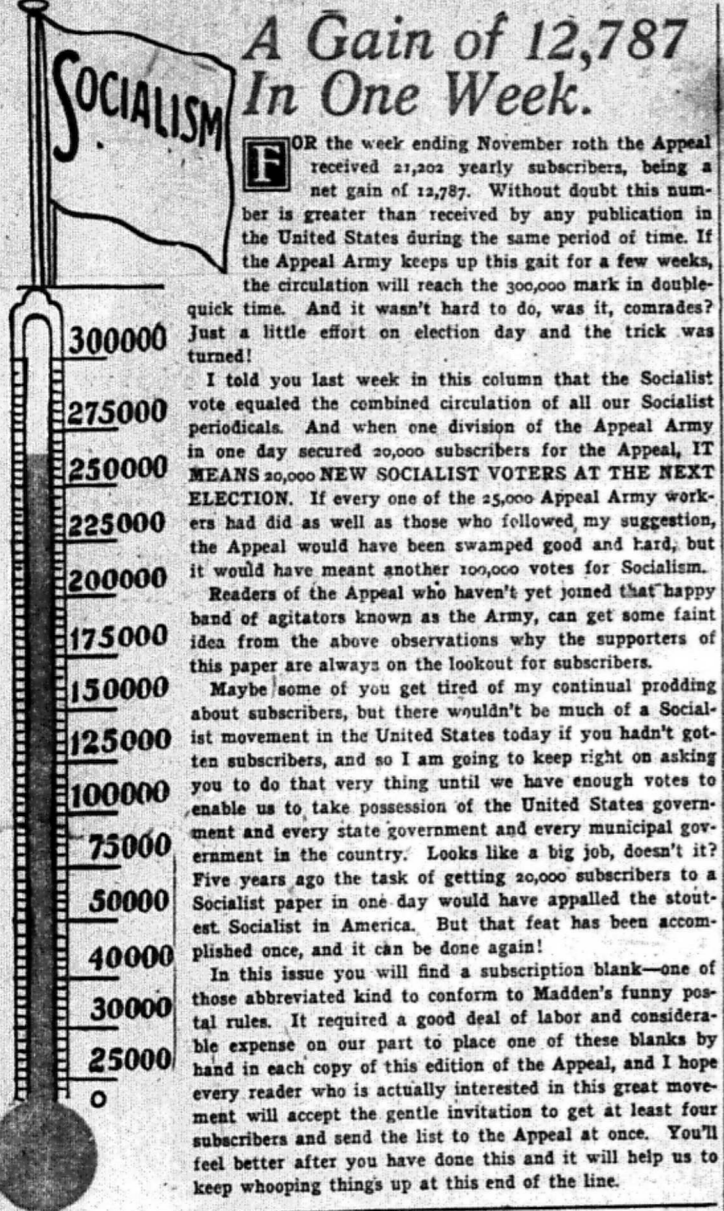 SOCIALISM
A Gain of 12,787
In One Week.
FOR the week ending November 10th the Appeal
received 21,202 yearly subscribers, being a
net gain of 12,787. Without doubt this num-
ber is greater than received by any publication in
the United States during the same period of time. If
the Appeal Army keeps up this gait for a few weeks,
the circulation will reach the 300,000 mark in double-
quick time. And it wasn't hard to do, was it, comrades?
Just a little effort on election day and the trick was
turned!
I told you last week in this column that the Socialist
vote equaled the combined circulation of all our Socialist
periodicals. And when one division of the Appeal Army
in one day secured 20,000 subscribers for the Appeal, IT
MEANS 20,000 NEW SOCIALIST VOTERS AT THE NEXT
ELECTION. If every one of the 25,000 Appeal Army work-
ers had did as well as those who followed my suggestion,
the Appeal would have been swamped good and hard, but
it would have meant another 100,000 votes for Socialism.
Readers of the Appeal who haven't yet joined that happy
band of agitators known as the Army, can get some faint
idea from the above observations why the supporters of
this paper are always on the lookout for subscribers.
Maybe some of you get tired of my continual prodding
about subscribers, but there wouldn't be much of a Social-
ist movement in the United States today if you hadn't got-
ten subscribers, and so I am going to keep right on asking
you to do that very thing until we have enough votes to
enable us to take possession of the United States govern-
ment and every state government and every municipal gov-
ernment in the country. Looks like a big job, doesn't it?
Five years ago the task of getting 20,000 subscribers to a
Socialist paper in one day would have appalled the stout-
est Socialist in America. But that feat has been accom-
plished once, and it can be done again!
In this issue you will find a subscription blank—one of
those abbreviated kind to conform to Madden's funny pos-
tal rules. It required a good deal of labor and considera-
ble expense on our part to place one of these blanks by
hand in each copy of this edition of the Appeal, and I hope
every reader who is actually interested in this great move-
ment will accept the gentle invitation to get at least four
subscribers and send the list to the Appeal at once. You'll
feel better after you have done this and it will help us to
keep whooping things up at this end of the line.
300000
275000
250000
225000
200000
175000
150000
125000
100000
75000
50000
40000
30000
25000
0